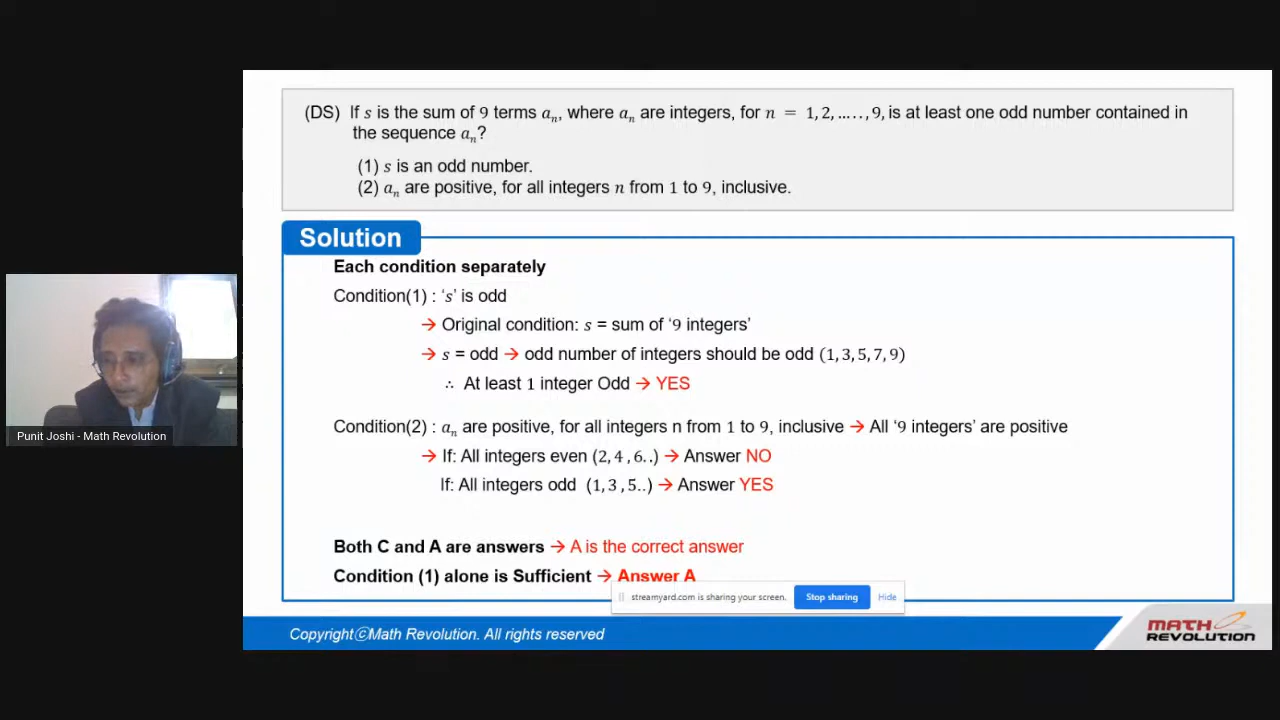 (DS) If s is the sum of 9 terms aₙ, where aₙ are integers, for n = 1, 2, …. . , 9, is at least one odd number contained in
the sequence aₙ?
(1) s is an odd number.
(2) aₙ are positive, for all integers n from 1 to 9, inclusive.
Solution
Each condition separately
Condition(1) : ‘s’ is odd
→ Original condition: s = sum of ‘9 integers’
→ s = odd → odd number of integers should be odd (1, 3, 5, 7, 9)
∴ At least 1 integer Odd → YES
Condition(2) : aₙ are positive, for all integers n from 1 to 9, inclusive → All ‘9 integers’ are positive
→ If: All integers even (2, 4 , 6. .) → Answer NO
If: All integers odd (1, 3 , 5. .) → Answer YES
Both C and A are answers → A is the correct answer
Condition (1) alone is Sufficient → Answer A
streamyard.com is sharing your screen. Stop sharing Hide
Punit Joshi - Math Revolution
CopyrightⓒMath Revolution. All rights reserved
MATH
REVOLUTION